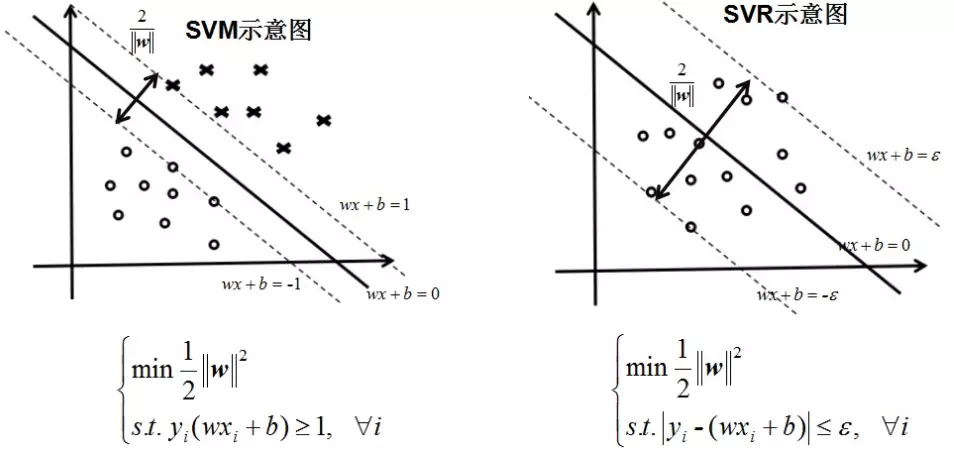 SVM示意图
2
‖w‖
wx + b = 1
wx + b = -1
wx + b = 0
min 1/2 ‖w‖²
s.t. yᵢ(wxᵢ + b) ≥ 1, ∀i
SVR示意图
2
‖w‖
wx + b = ε
wx + b = 0
wx + b = -ε
min 1/2 ‖w‖²
s.t. |yᵢ - (wxᵢ + b)| ≤ ε, ∀i